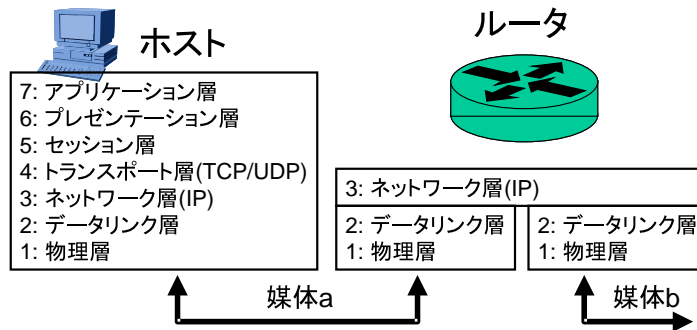 ホスト
7: アプリケーション層
6: プレゼンテーション層
5: セッション層
4: トランスポート層(TCP/UDP)
3: ネットワーク層(IP)
2: データリンク層
1: 物理層
ルータ
3: ネットワーク層(IP)
2: データリンク層
1: 物理層
2: データリンク層
1: 物理層
媒体a
媒体b